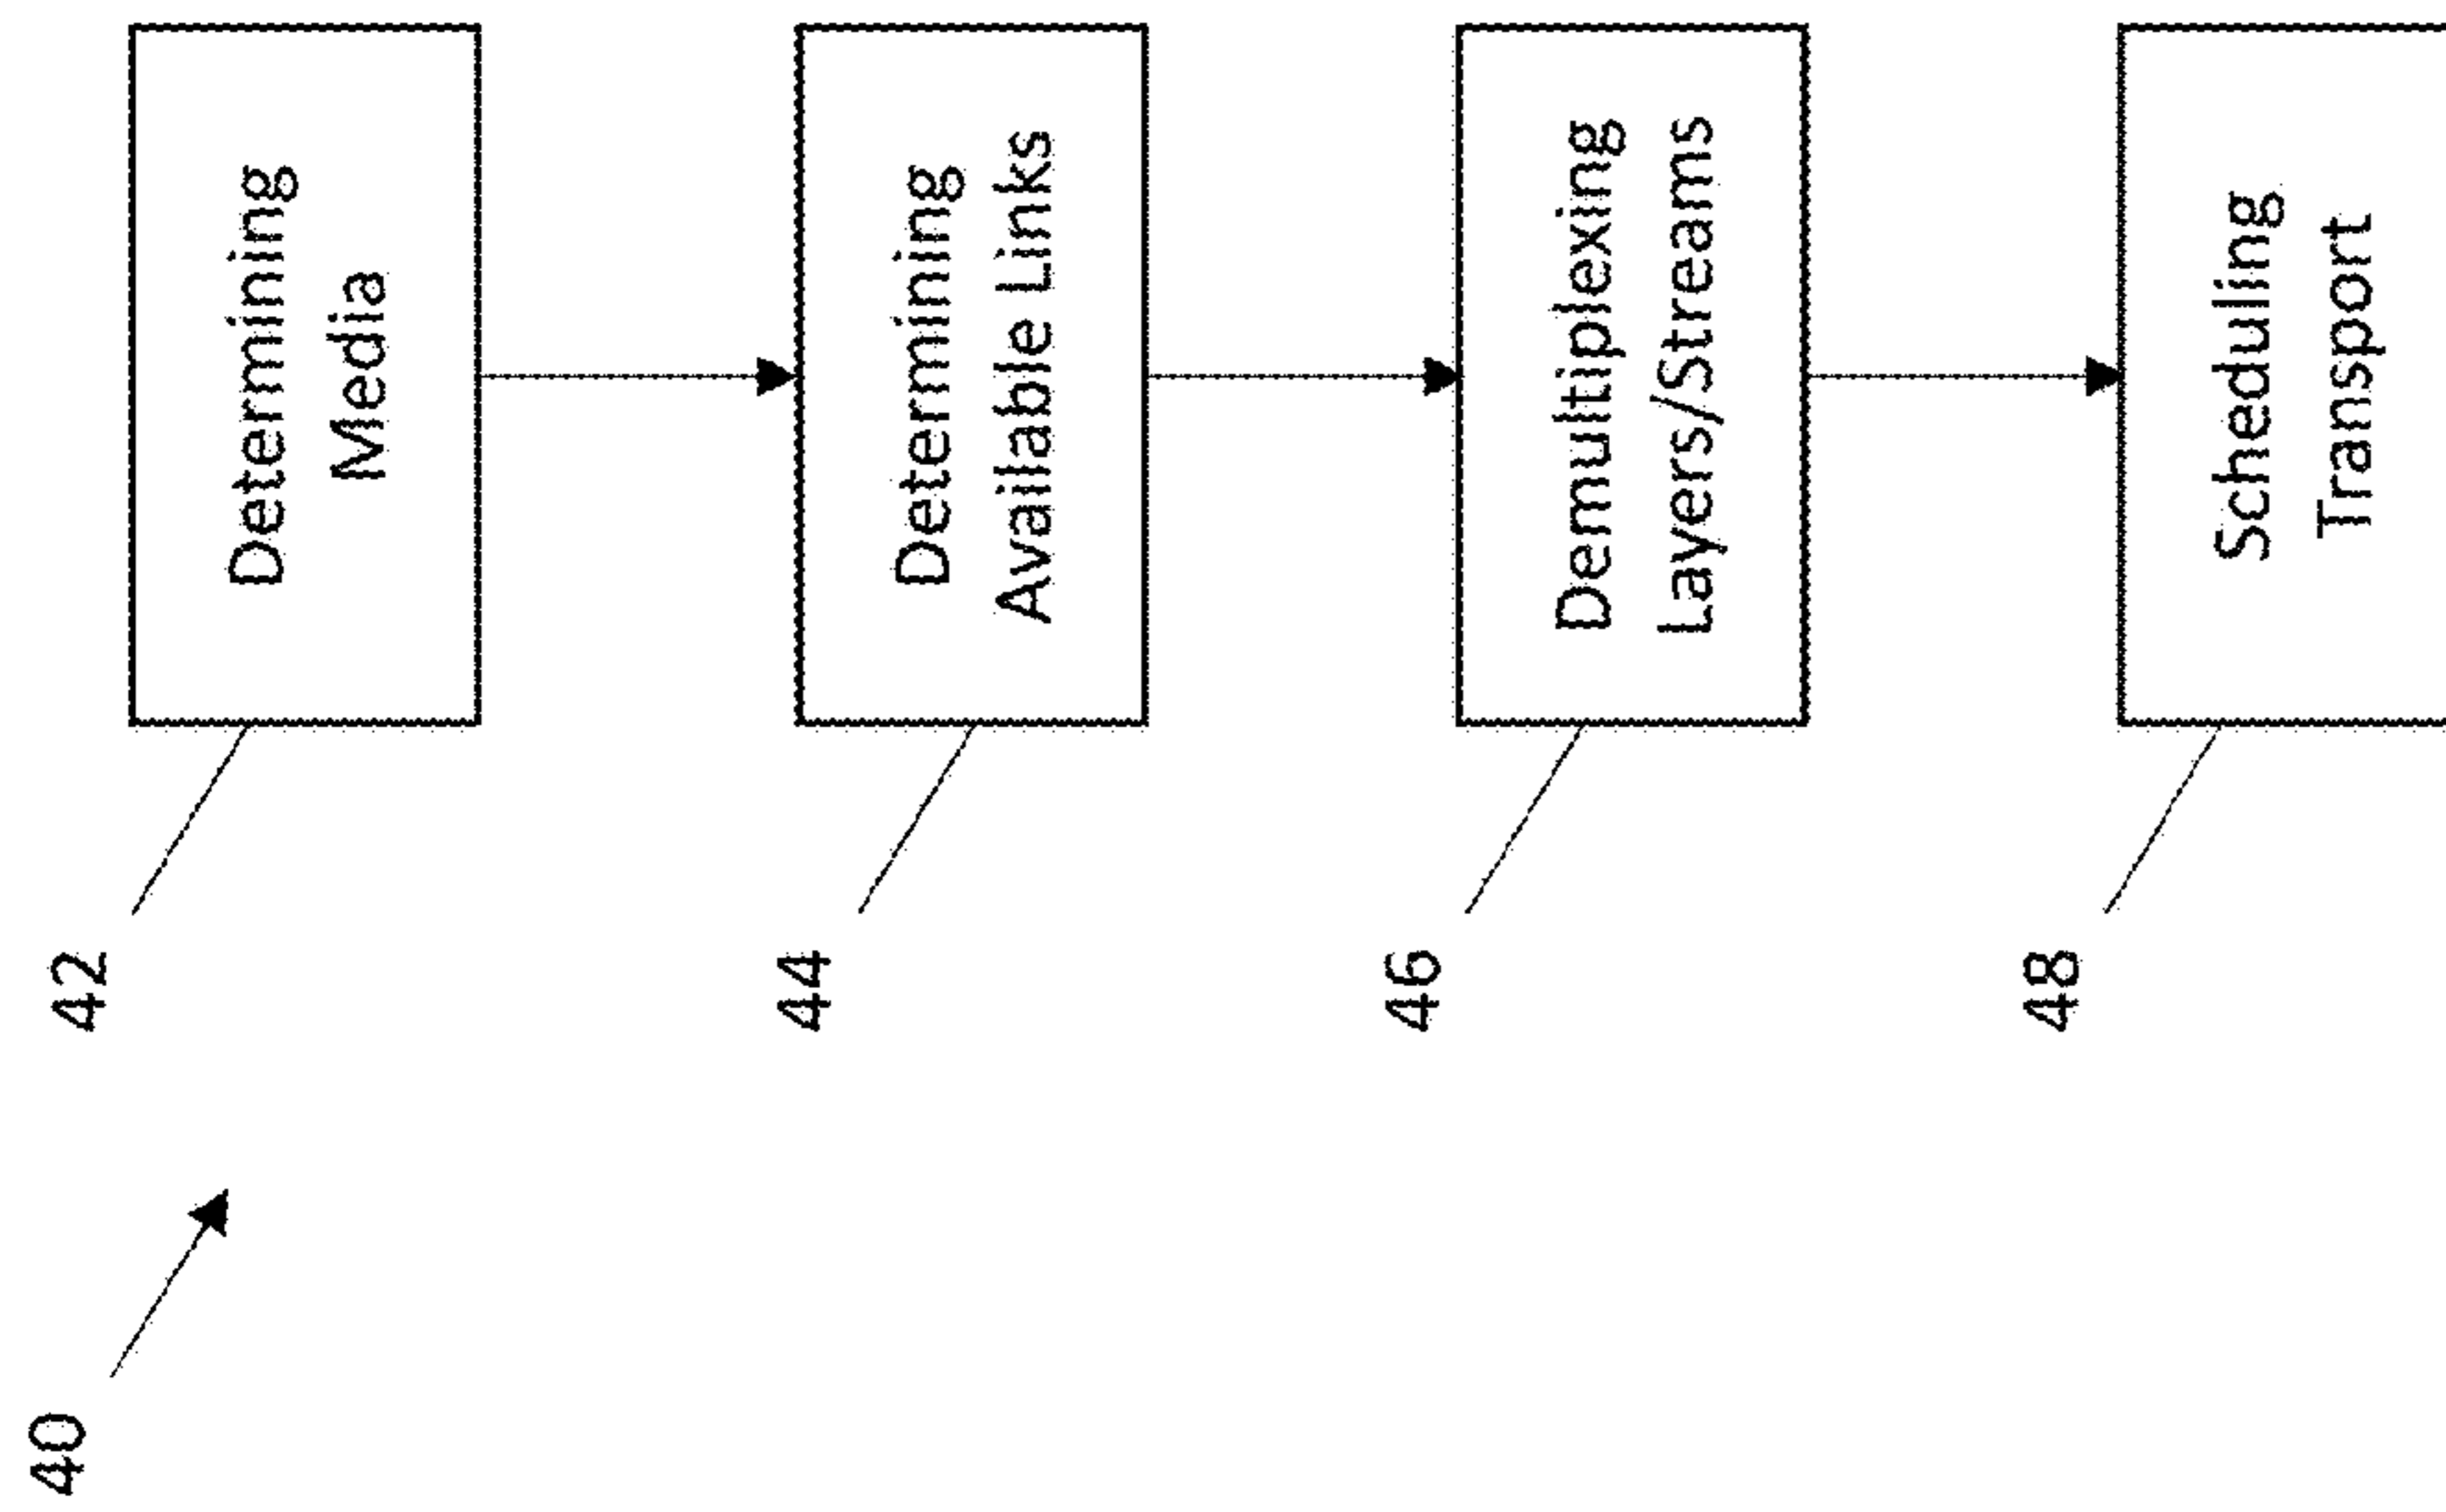 40
42
Determining
Media
44
Determining
Available Links
46
Demultiplexing
Layers/Streams
48
Scheduling
Transport